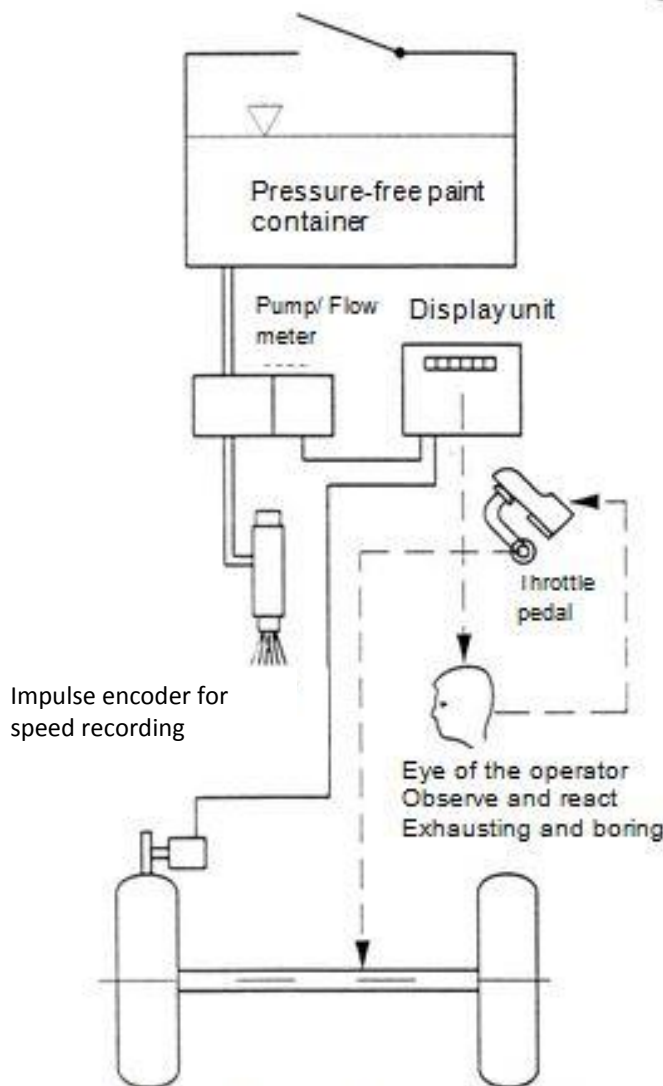 Pressure-free paint
container
Pump/ Flow
meter
Display unit
Throttle
pedal
Impulse encoder for
speed recording
Eye of the operator
Observe and react
Exhausting and boring